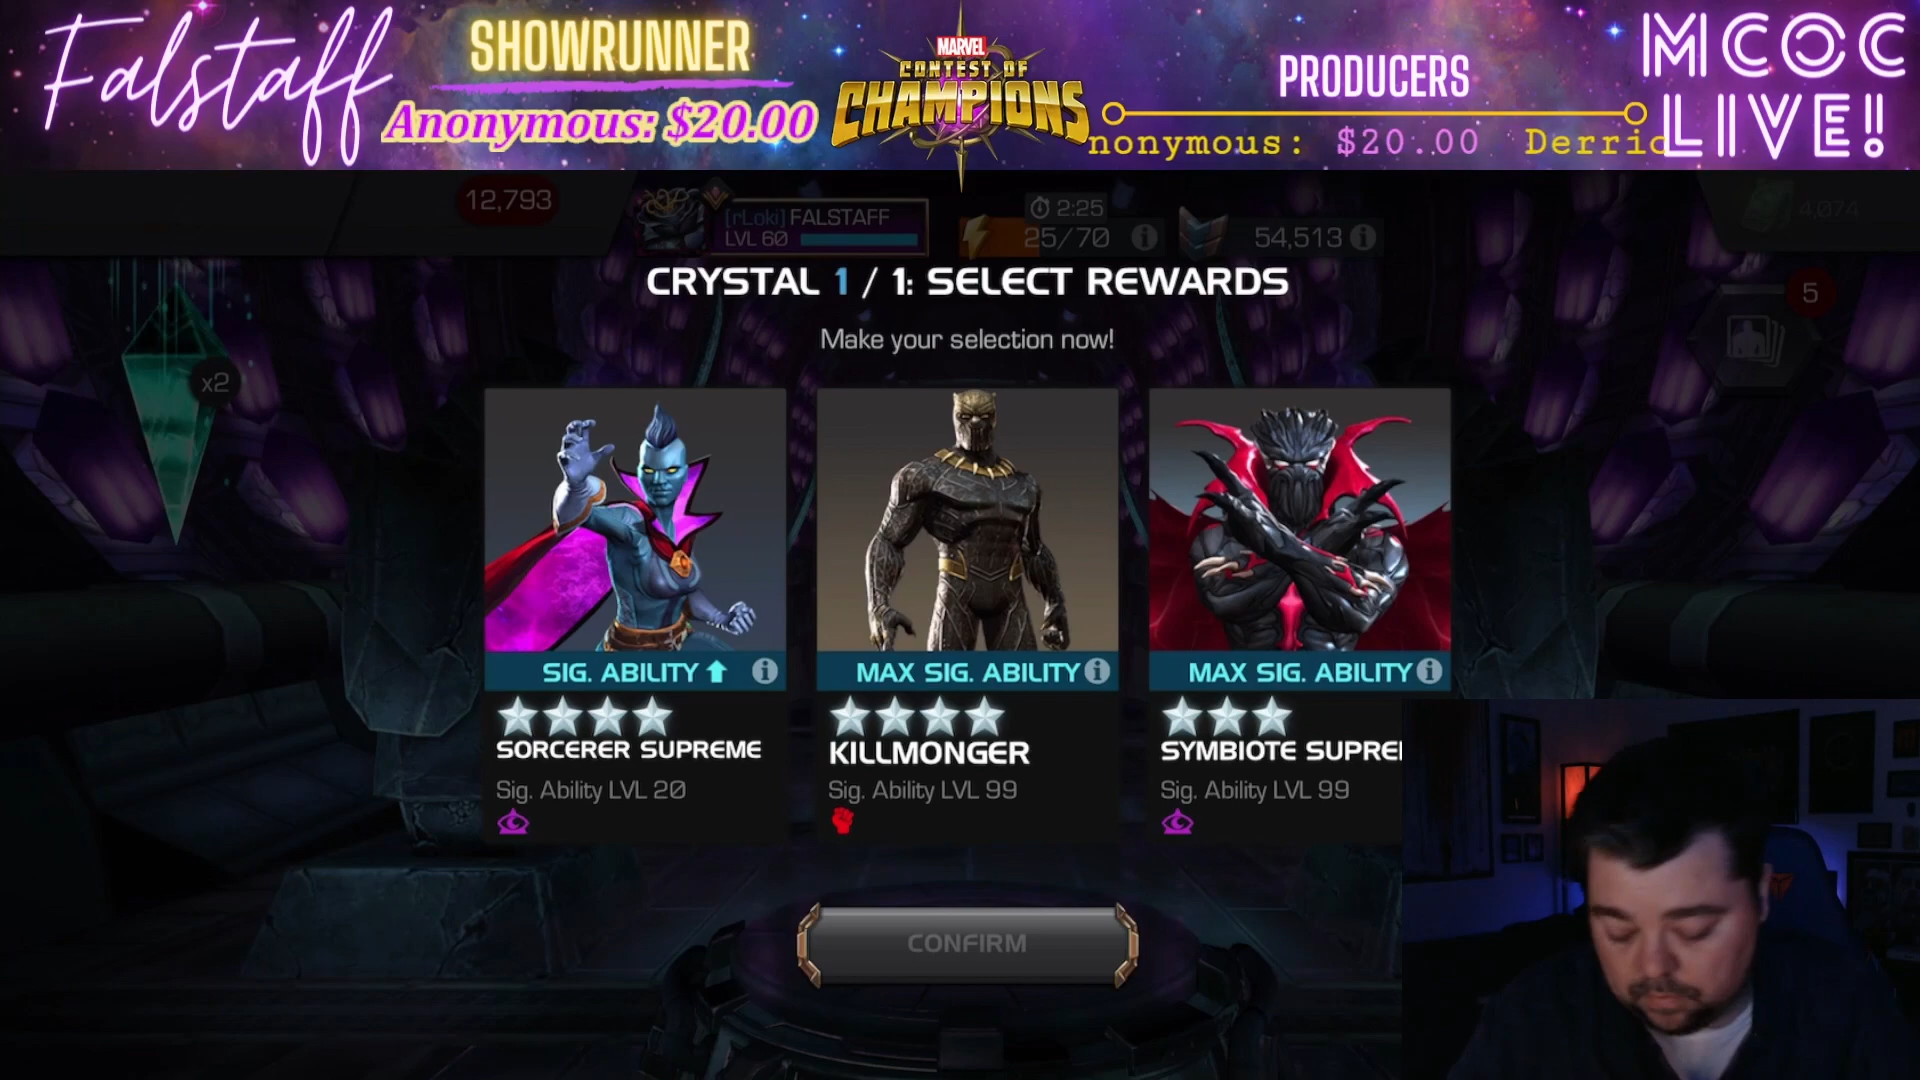 Falstaff
SHOWRUNNER
Anonymous: $20.00
MARVEL
CONTEST OF
CHAMPIONS
PRODUCERS
nonymous: $20.00 Derric
MCOC
LIVE!
12,793
[rLoki] FALSTAFF
LVL 60
2:25
25/70
54,513
4,074
CRYSTAL 1 / 1: SELECT REWARDS
Make your selection now!
x2
5
SIG. ABILITY
MAX SIG. ABILITY
MAX SIG. ABILITY
SORCERER SUPREME
Sig. Ability LVL 20
KILLMONGER
Sig. Ability LVL 99
SYMBIOTE SUPRE
Sig. Ability LVL 99
CONFIRM